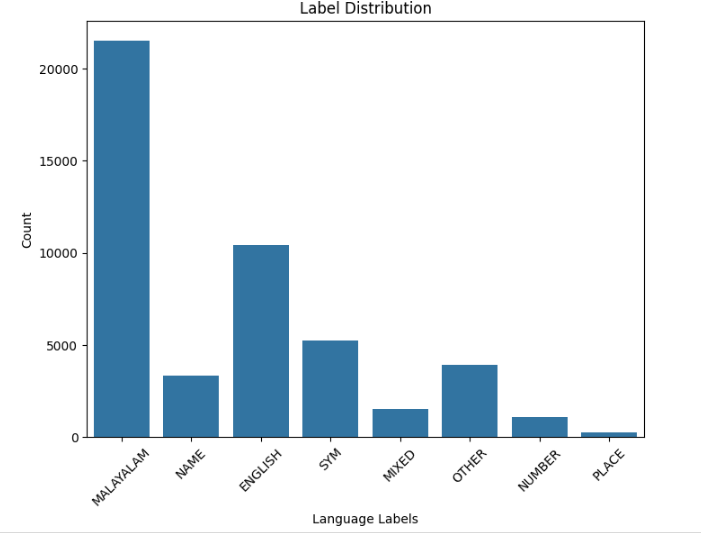 Label Distribution
20000
15000
10000
5000
0
Count
MALAYALAM
NAME
ENGLISH
SYM
MIXED
OTHER
NUMBER
PLACE
Language Labels